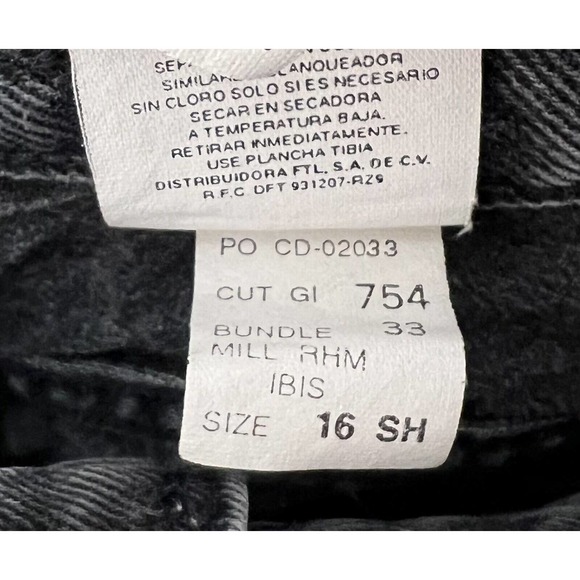 SIMILAR
BLANQUEADOR
SIN CLORO SOLO SI ES NECESARIO
SECAR EN SECADORA
A TEMPERATURA BAJA.
RETIRAR INMEDIATAMENTE.
USE PLANCHA TIBIA
DISTRIBUIDORA FTL, S.A. DE C.V.
R.F.C. DFT 931207-RZ9
PO CD-02033
CUT GI 754
BUNDLE 33
MILL RHM
IBIS
SIZE 16 SH